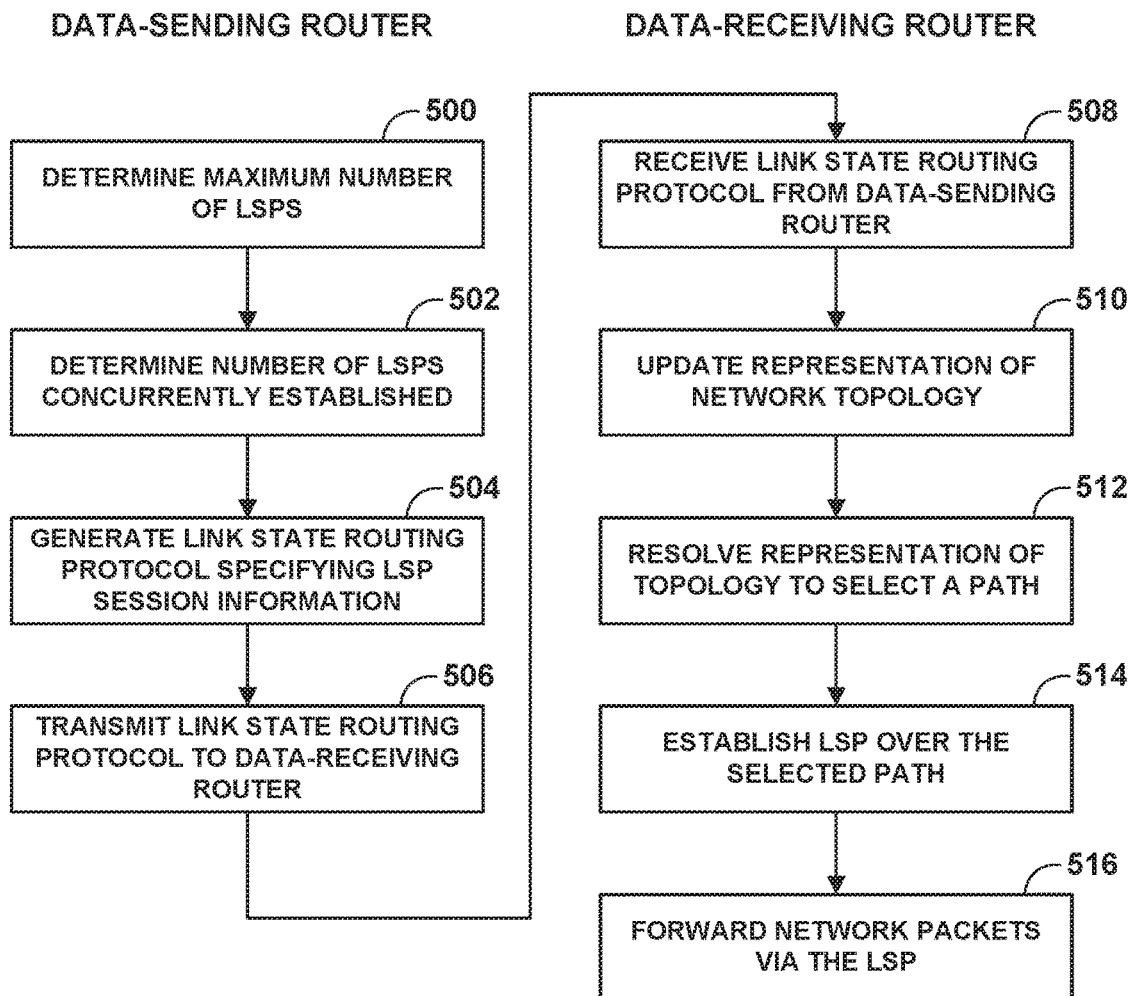 DATA-SENDING ROUTER
500
DETERMINE MAXIMUM NUMBER
OF LSPS
502
DETERMINE NUMBER OF LSPS
CONCURRENTLY ESTABLISHED
504
GENERATE LINK STATE ROUTING
PROTOCOL SPECIFYING LSP
SESSION INFORMATION
506
TRANSMIT LINK STATE ROUTING
PROTOCOL TO DATA-RECEIVING
ROUTER
DATA-RECEIVING ROUTER
508
RECEIVE LINK STATE ROUTING
PROTOCOL FROM DATA-SENDING
ROUTER
510
UPDATE REPRESENTATION OF
NETWORK TOPOLOGY
512
RESOLVE REPRESENTATION OF
TOPOLOGY TO SELECT A PATH
514
ESTABLISH LSP OVER THE
SELECTED PATH
516
FORWARD NETWORK PACKETS
VIA THE LSP